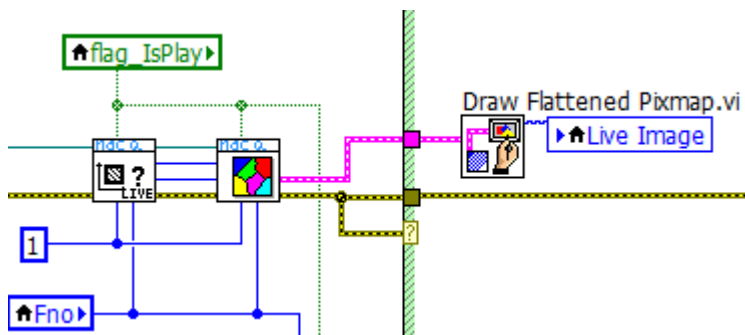 flag_IsPlay
Draw Flattened Pixmap.vi
Live Image
?
LIVE
1
?
Fno